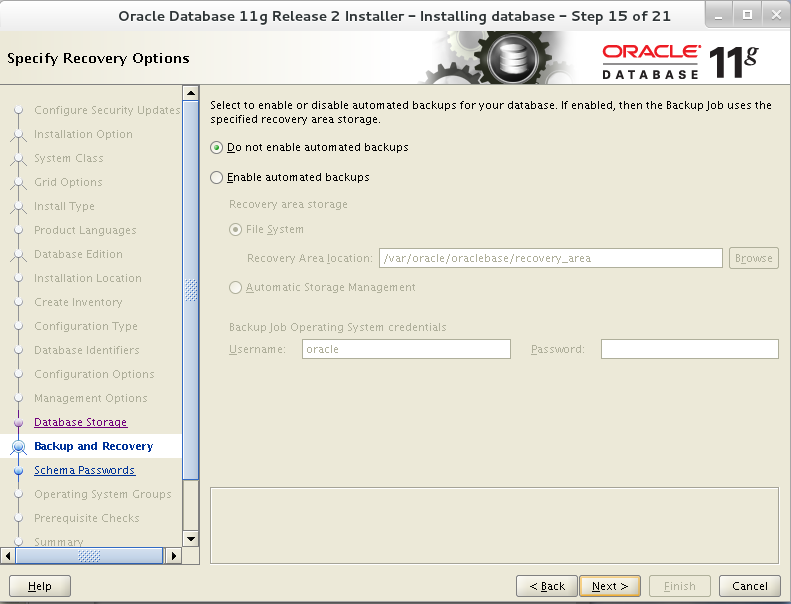 Oracle Database 11g Release 2 Installer – Installing database – Step 15 of 21
Specify Recovery Options
ORACLE®
DATABASE
11g
Configure Security Updates
Installation Option
System Class
Grid Options
Install Type
Product Languages
Database Edition
Installation Location
Create Inventory
Configuration Type
Database Identifiers
Configuration Options
Management Options
Database Storage
Backup and Recovery
Schema Passwords
Operating System Groups
Prerequisite Checks
Summary
Select to enable or disable automated backups for your database. If enabled, then the Backup Job uses the
specified recovery area storage.
Do not enable automated backups
Enable automated backups
Recovery area storage
File System
Recovery Area location: /var/oracle/oraclebase/recovery_area Browse
Automatic Storage Management
Backup Job Operating System credentials
Username: oracle Password:
Help < Back Next > Finish Cancel